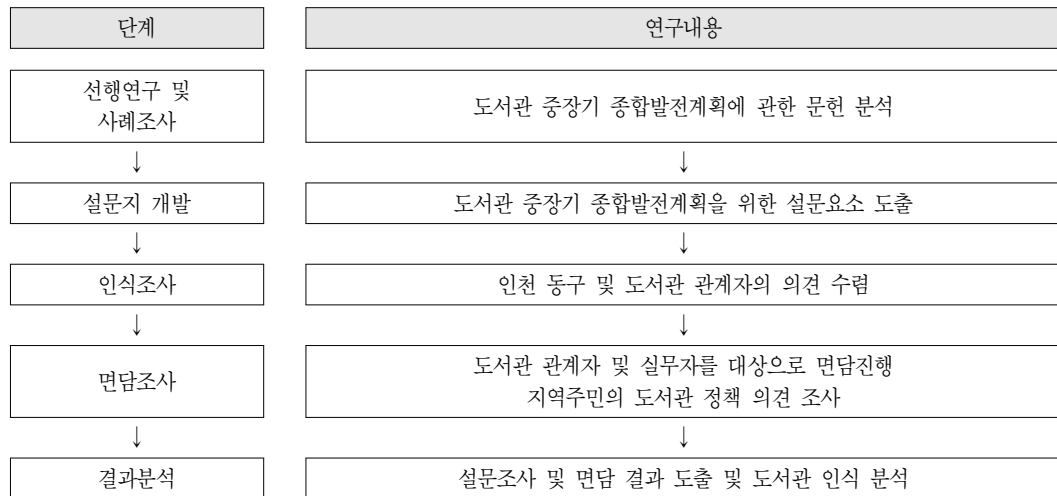 단계
연구내용
선행연구 및
사례조사
도서관 중장기 종합발전계획에 관한 문헌 분석
↓
↓
설문지 개발
도서관 중장기 종합발전계획을 위한 설문요소 도출
↓
↓
인식조사
인천 동구 및 도서관 관계자의 의견 수렴
↓
↓
면담조사
도서관 관계자 및 실무자를 대상으로 면담진행
지역주민의 도서관 정책 의견 조사
↓
↓
결과분석
설문조사 및 면담 결과 도출 및 도서관 인식 분석